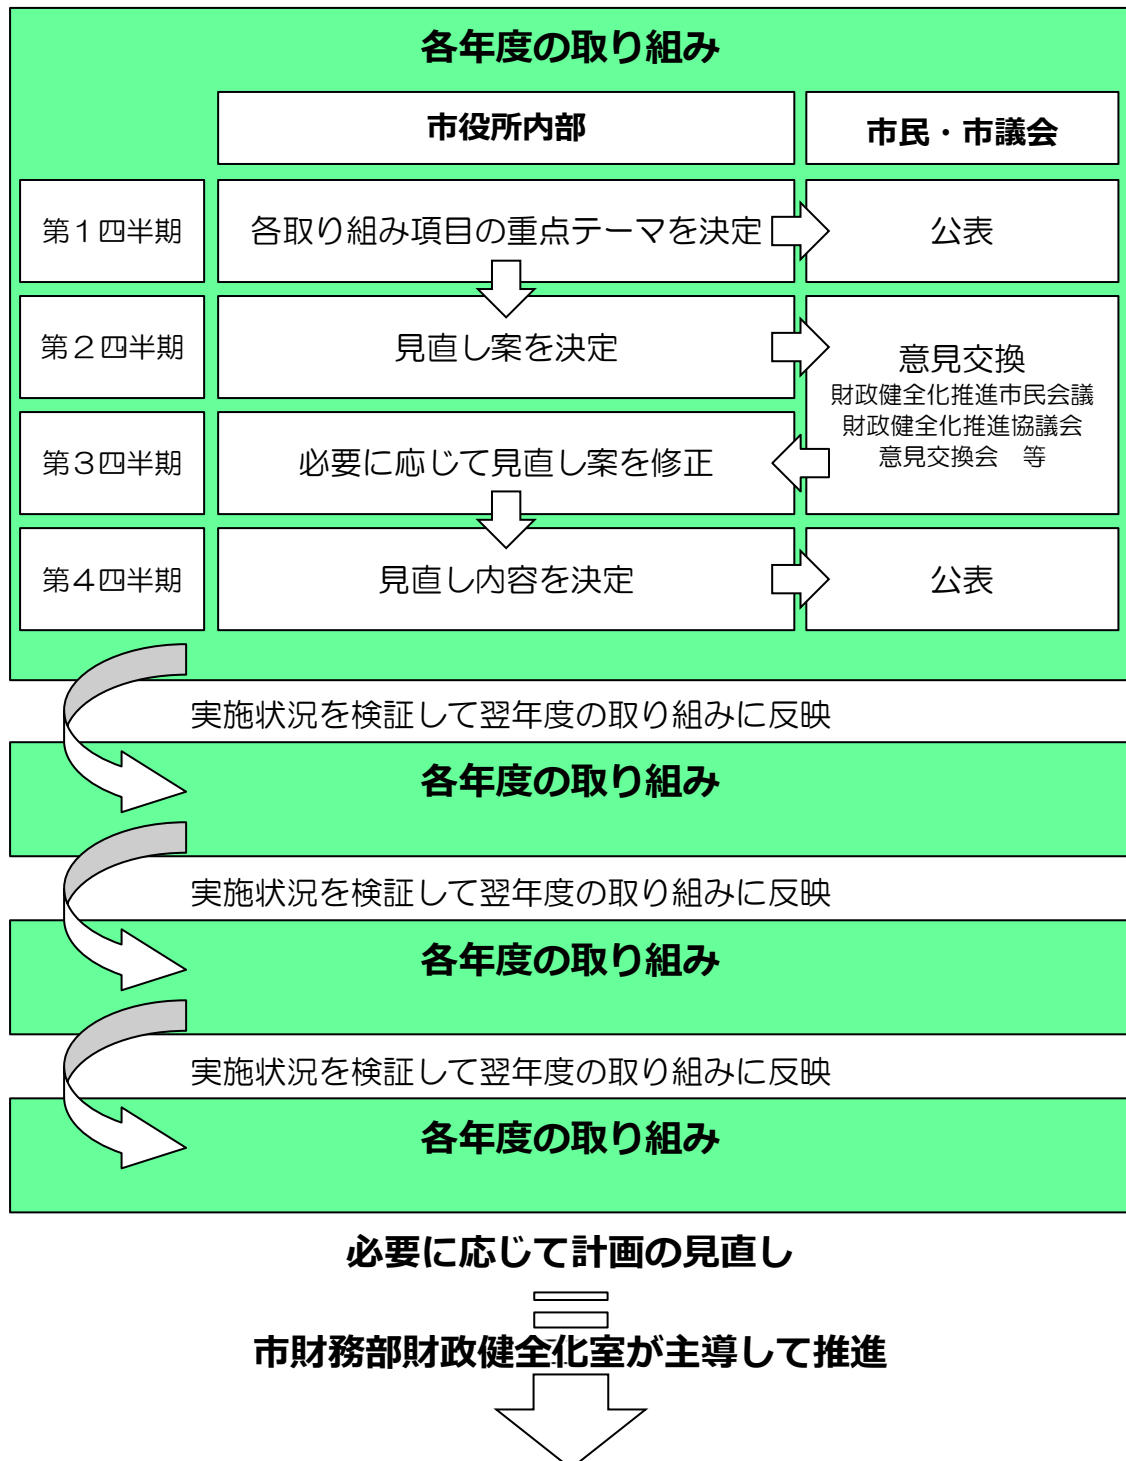 各年度の取り組み
市役所内部
市民・市議会
第１四半期
各取り組み項目の重点テーマを決定
公表
第２四半期
見直し案を決定
意見交換
財政健全化推進市民会議
財政健全化推進協議会
意見交換会　等
第３四半期
必要に応じて見直し案を修正
第４四半期
見直し内容を決定
公表
実施状況を検証して翌年度の取り組みに反映
各年度の取り組み
実施状況を検証して翌年度の取り組みに反映
各年度の取り組み
実施状況を検証して翌年度の取り組みに反映
各年度の取り組み
必要に応じて計画の見直し
市財務部財政健全化室が主導して推進